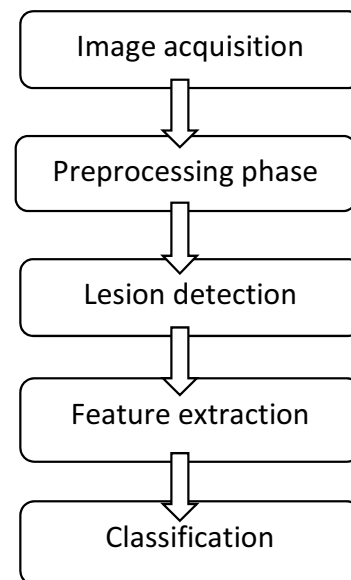 Image acquisition
Preprocessing phase
Lesion detection
Feature extraction
Classification